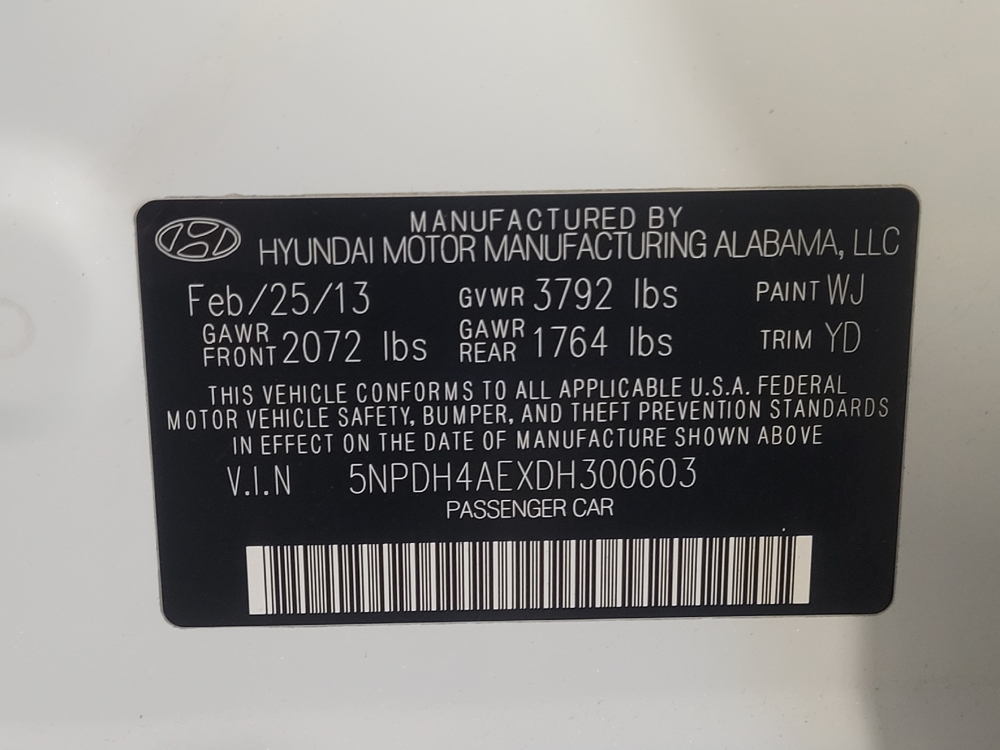 MANUFACTURED BY
HYUNDAI MOTOR MANUFACTURING ALABAMA, LLC
Feb/25/13 GVWR 3792 lbs PAINT WJ
GAWR FRONT 2072 lbs GAWR REAR 1764 lbs TRIM YD
THIS VEHICLE CONFORMS TO ALL APPLICABLE U.S.A. FEDERAL
MOTOR VEHICLE SAFETY, BUMPER, AND THEFT PREVENTION STANDARDS
IN EFFECT ON THE DATE OF MANUFACTURE SHOWN ABOVE
V.I.N 5NPDH4AEXDH300603
PASSENGER CAR